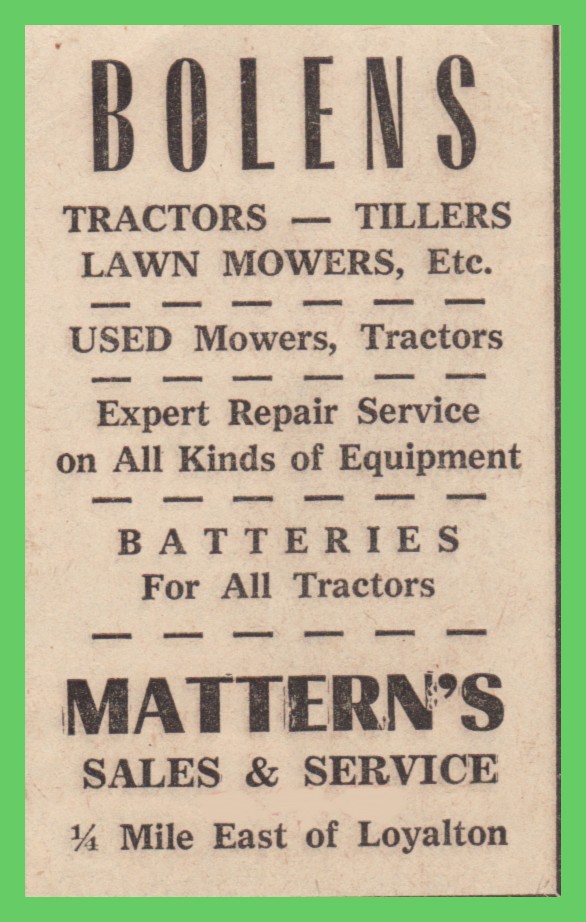 BOLENS
TRACTORS — TILLERS
LAWN MOWERS, Etc.
USED Mowers, Tractors
Expert Repair Service
on All Kinds of Equipment
BATTERIES
For All Tractors
MATTERN'S
SALES & SERVICE
¼ Mile East of Loyalton